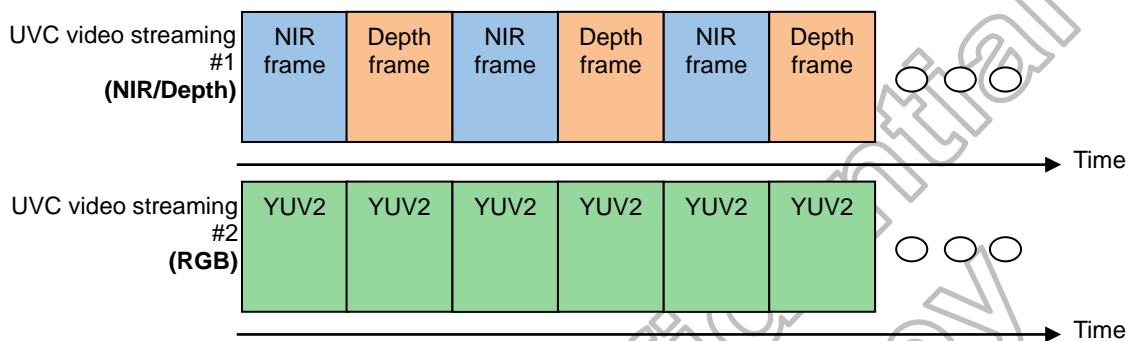 UVC video streaming
#1
(NIR/Depth)
NIR
frame
Depth
frame
NIR
frame
Depth
frame
NIR
frame
Depth
frame
Time
UVC video streaming
#2
(RGB)
YUV2
YUV2
YUV2
YUV2
YUV2
YUV2
Time